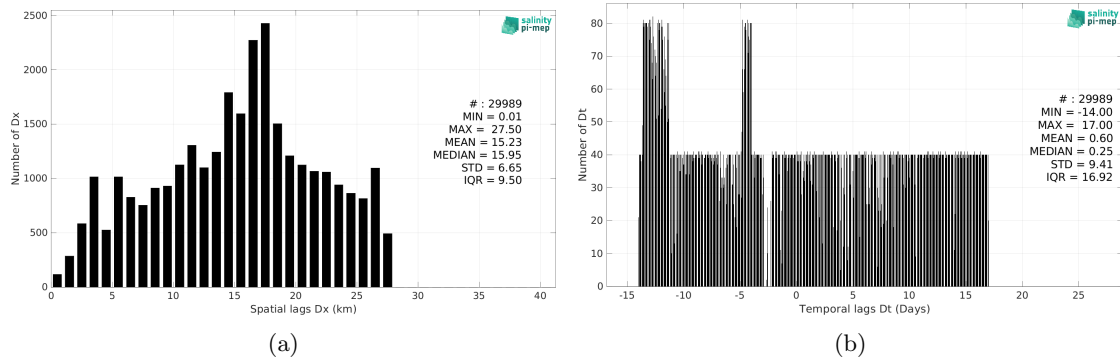 2500
2000
1500
1000
500
0
Number of Dx
0 5 10 15 20 25 30 35 40
Spatial lags Dx (km)
salinity
pi-mep
# : 29989
MIN = 0.01
MAX = 27.50
MEAN = 15.23
MEDIAN = 15.95
STD = 6.65
IQR = 9.50
(a)
80
70
60
50
40
30
20
10
0
Number of Dt
-15 -10 -5 0 5 10 15 20 25
Temporal lags Dt (Days)
salinity
pi-mep
# : 29989
MIN = -14.00
MAX = 17.00
MEAN = 0.60
MEDIAN = 0.25
STD = 9.41
IQR = 16.92
(b)